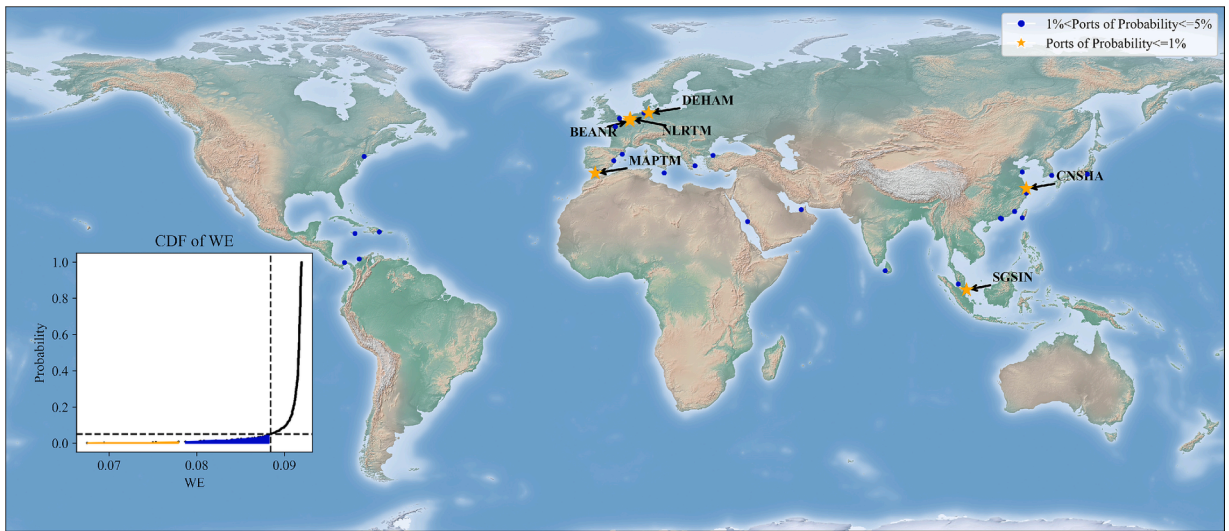 1%<Ports of Probability<=5%
Ports of Probability<=1%
DEHAM
BEANR
NLRTM
MAPTM
CNSHA
SGSIN
CDF of WE
1.0
0.8
0.6
0.4
0.2
0.0
Probability
0.07 0.08 0.09
WE